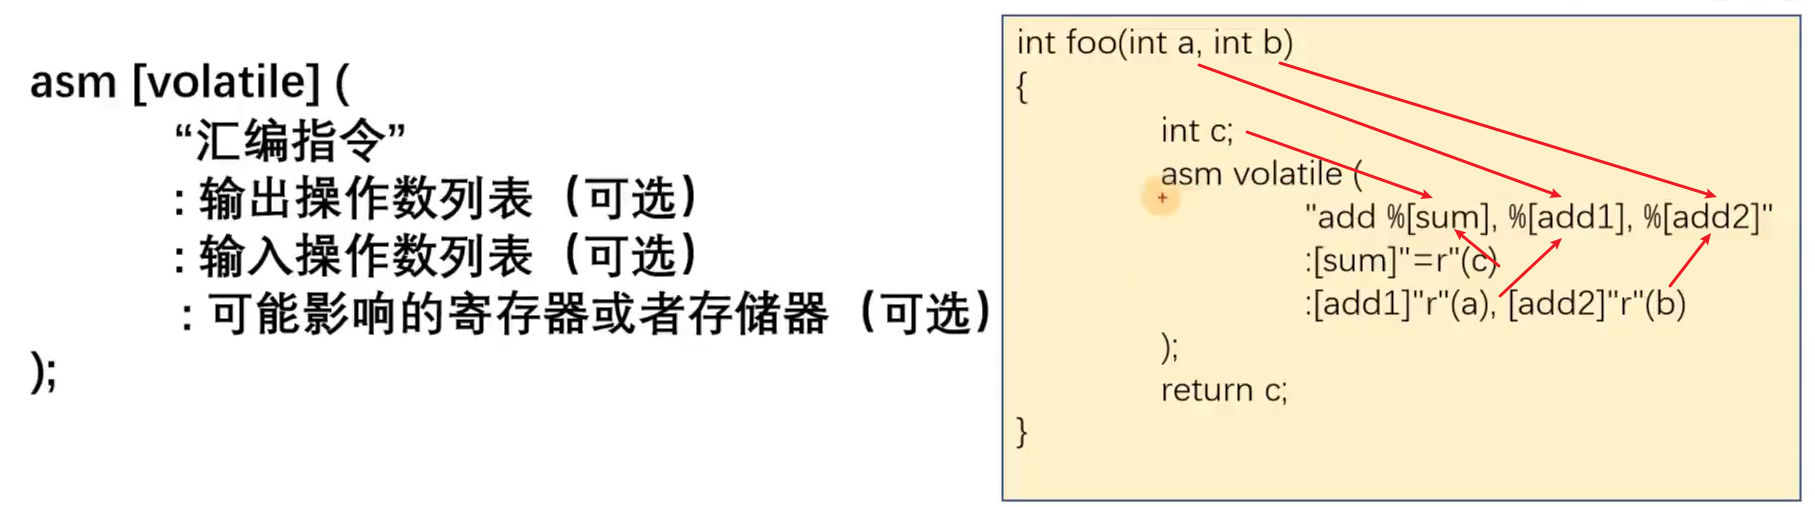 asm [volatile] (
“汇编指令”
: 输出操作数列表（可选）
: 输入操作数列表（可选）
: 可能影响的寄存器或者存储器（可选）
);
int foo(int a, int b)
{
int c;
asm volatile (
"add %[sum], %[add1], %[add2]"
:[sum]"=r"(c)
:[add1]"r"(a), [add2]"r"(b)
);
return c;
}